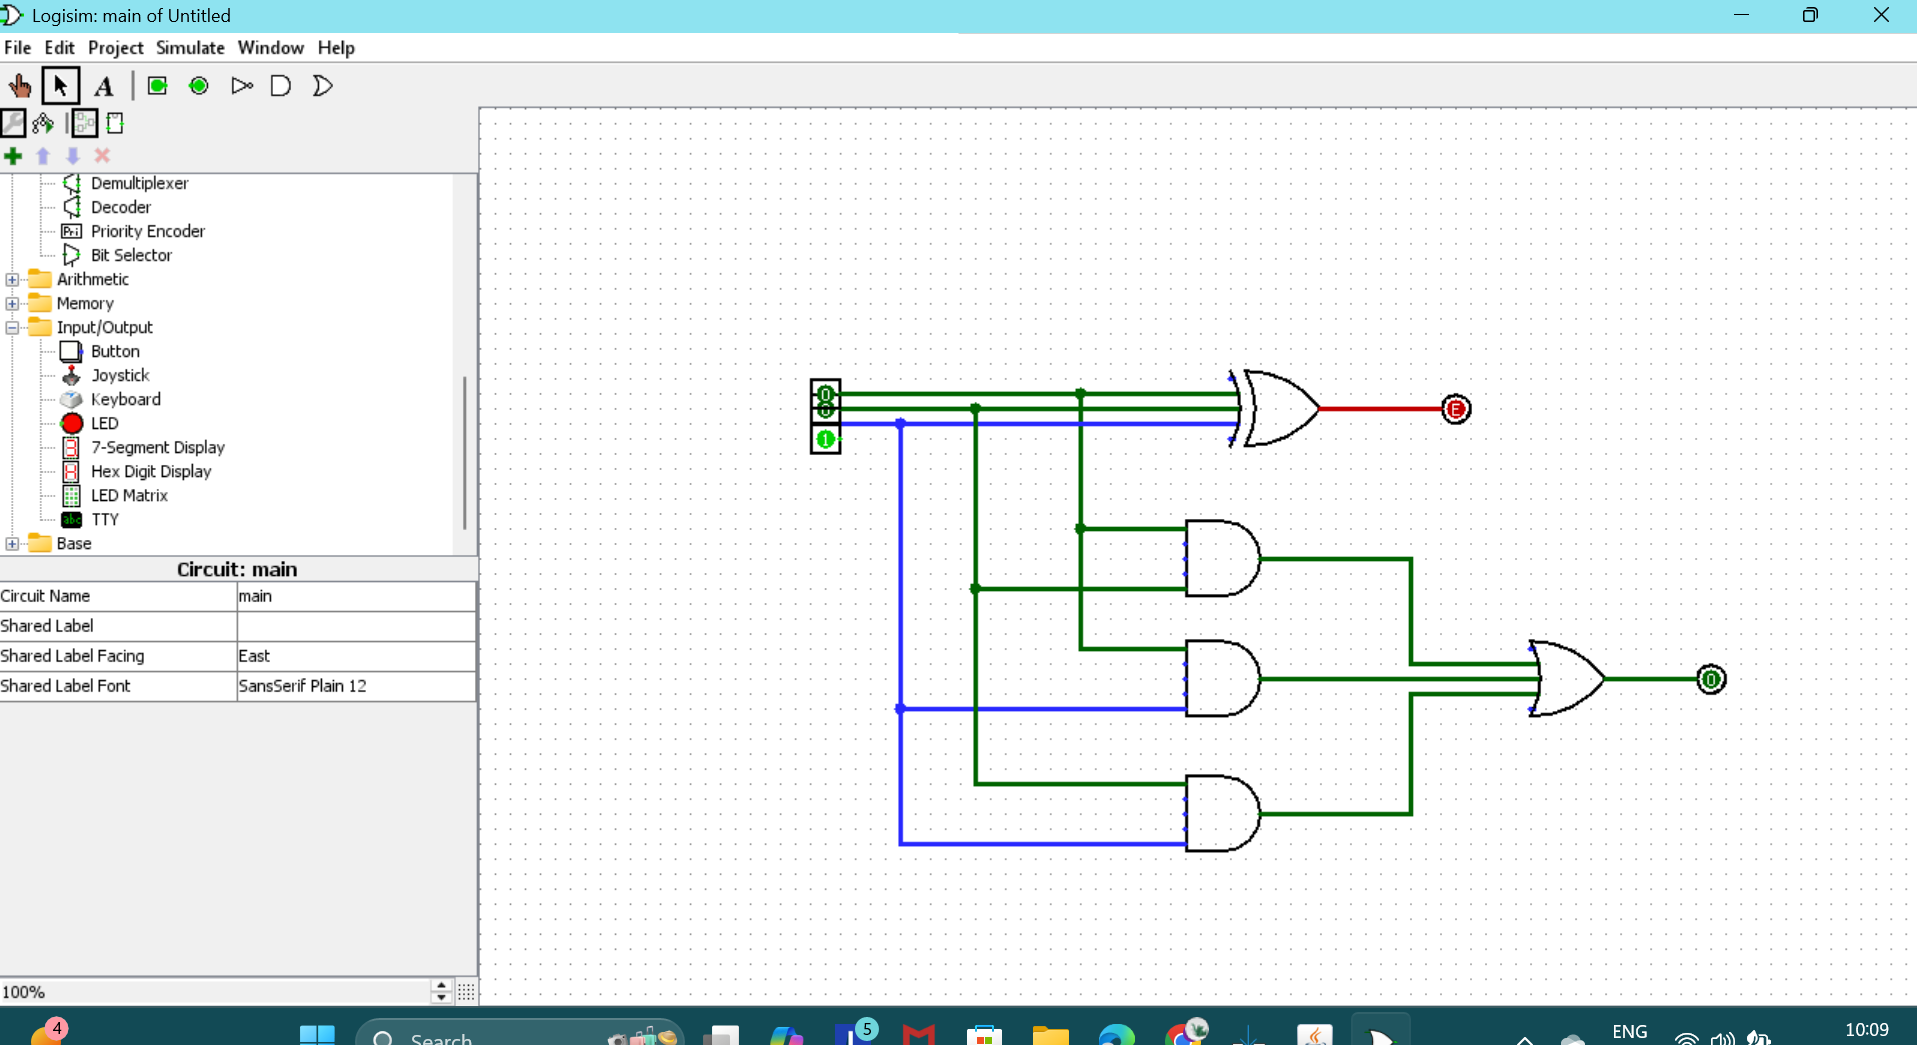 Logisim: main of Untitled
File Edit Project Simulate Window Help
A
Demultiplexer
Decoder
Pri Priority Encoder
Bit Selector
Arithmetic
Memory
Input/Output
Button
Joystick
Keyboard
LED
7-Segment Display
Hex Digit Display
LED Matrix
abc TTY
Base
Circuit: main
Circuit Name main
Shared Label
Shared Label Facing East
Shared Label Font SansSerif Plain 12
100%
0
0
1
E
0
4
Search
5
ENG
10:09